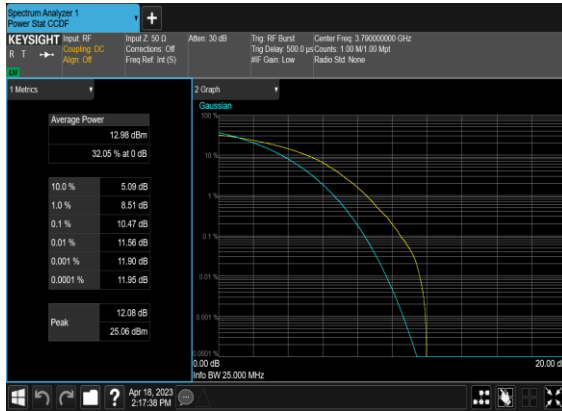 Spectrum Analyzer 1
Power Stat CCDF
KEYSIGHT
R T
LXI
Input: RF
Coupling: DC
Align: Off
Input Z: 50 Ω
Corrections: Off
Freq Ref: Int (S)
Atten: 30 dB
Trig: RF Burst
Trig Delay: 500.0 µs
#IF Gain: Low
Center Freq: 3.790000000 GHz
Counts: 1.00 M/1.00 Mpt
Radio Std: None
1 Metrics
Average Power
12.98 dBm
32.05 % at 0 dB
10.0 % 5.09 dB
1.0 % 8.51 dB
0.1 % 10.47 dB
0.01 % 11.56 dB
0.001 % 11.90 dB
0.0001 % 11.95 dB
Peak
12.08 dB
25.06 dBm
2 Graph
Gaussian
100 %
10 %
1 %
0.1 %
0.01 %
0.001 %
0.0001 %
0.00 dB
20.00 d
Info BW 25.000 MHz
?
Apr 18, 2023
2:17:38 PM